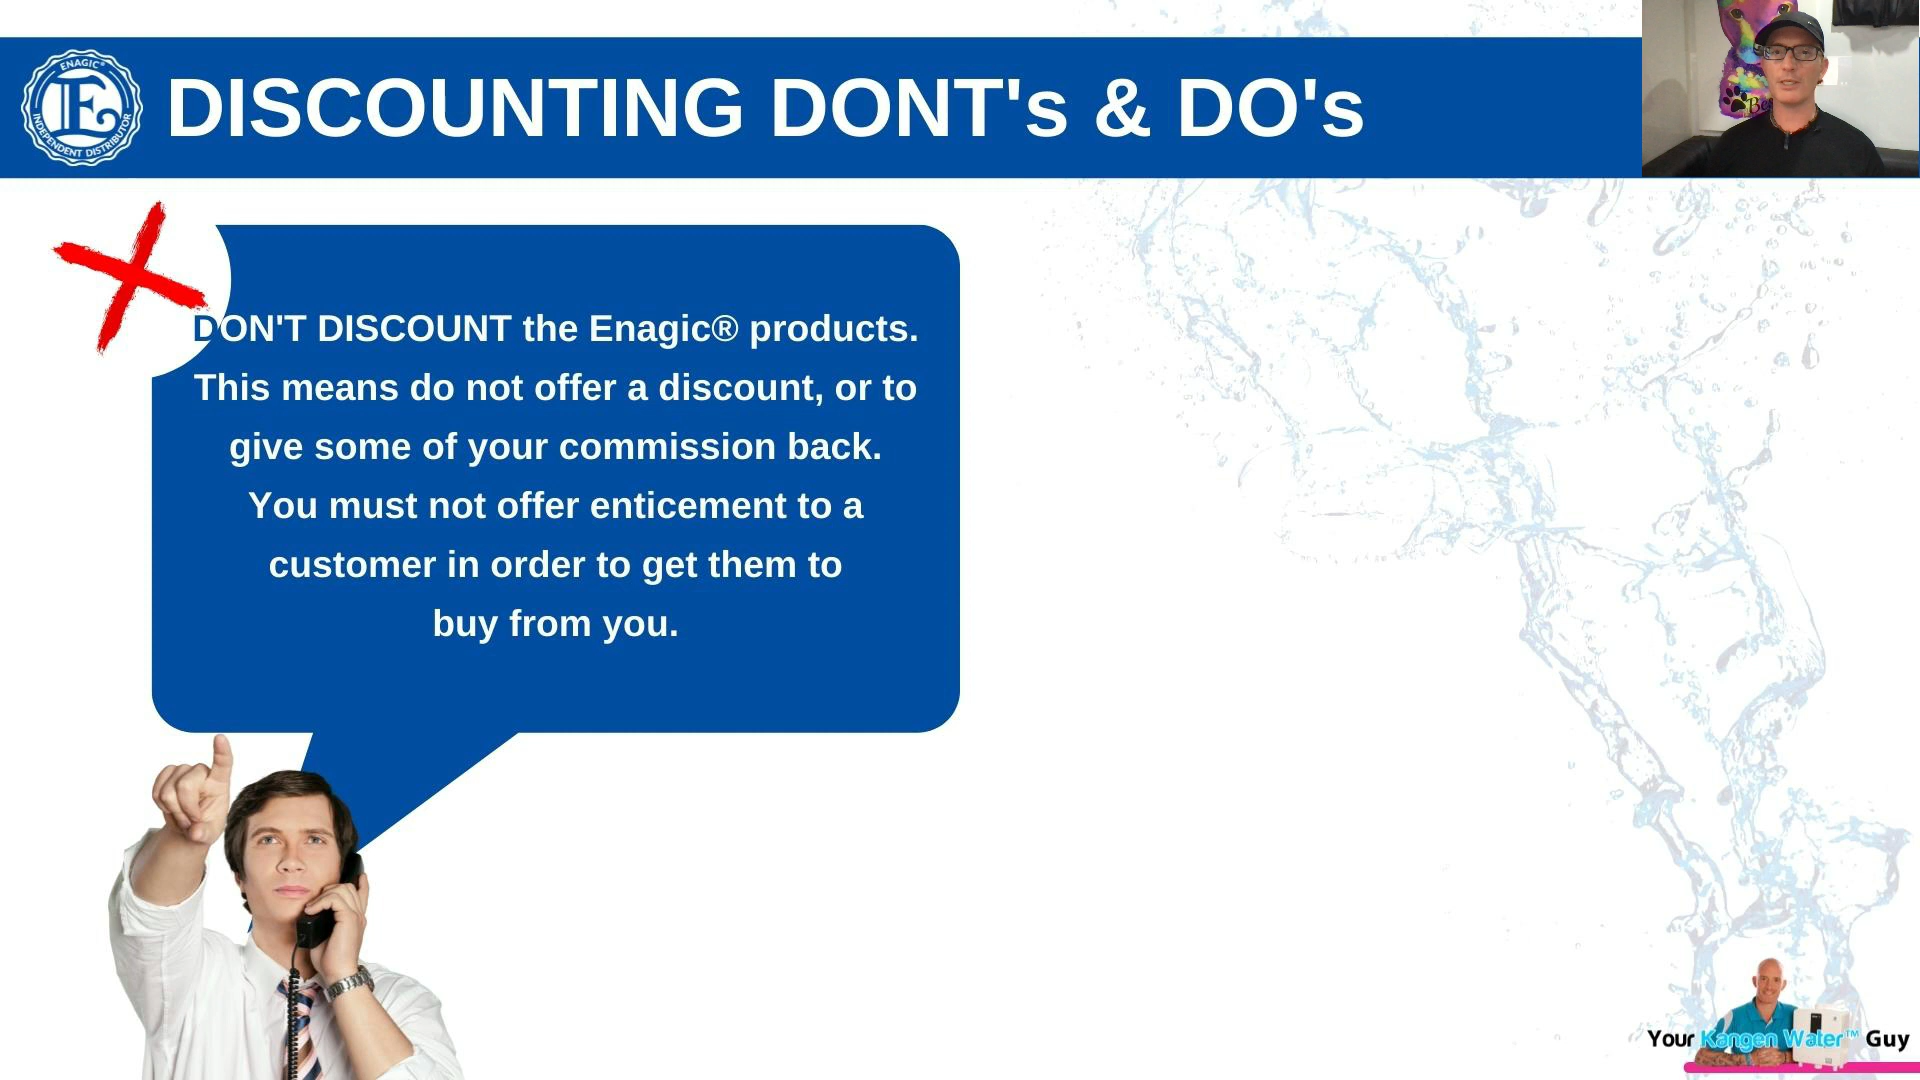 ENAGIC®
INDEPENDENT DISTRIBUTOR
E
DISCOUNTING DONT's & DO's
DON'T DISCOUNT the Enagic® products.
This means do not offer a discount, or to
give some of your commission back.
You must not offer enticement to a
customer in order to get them to
buy from you.
Your Kangen Water™ Guy